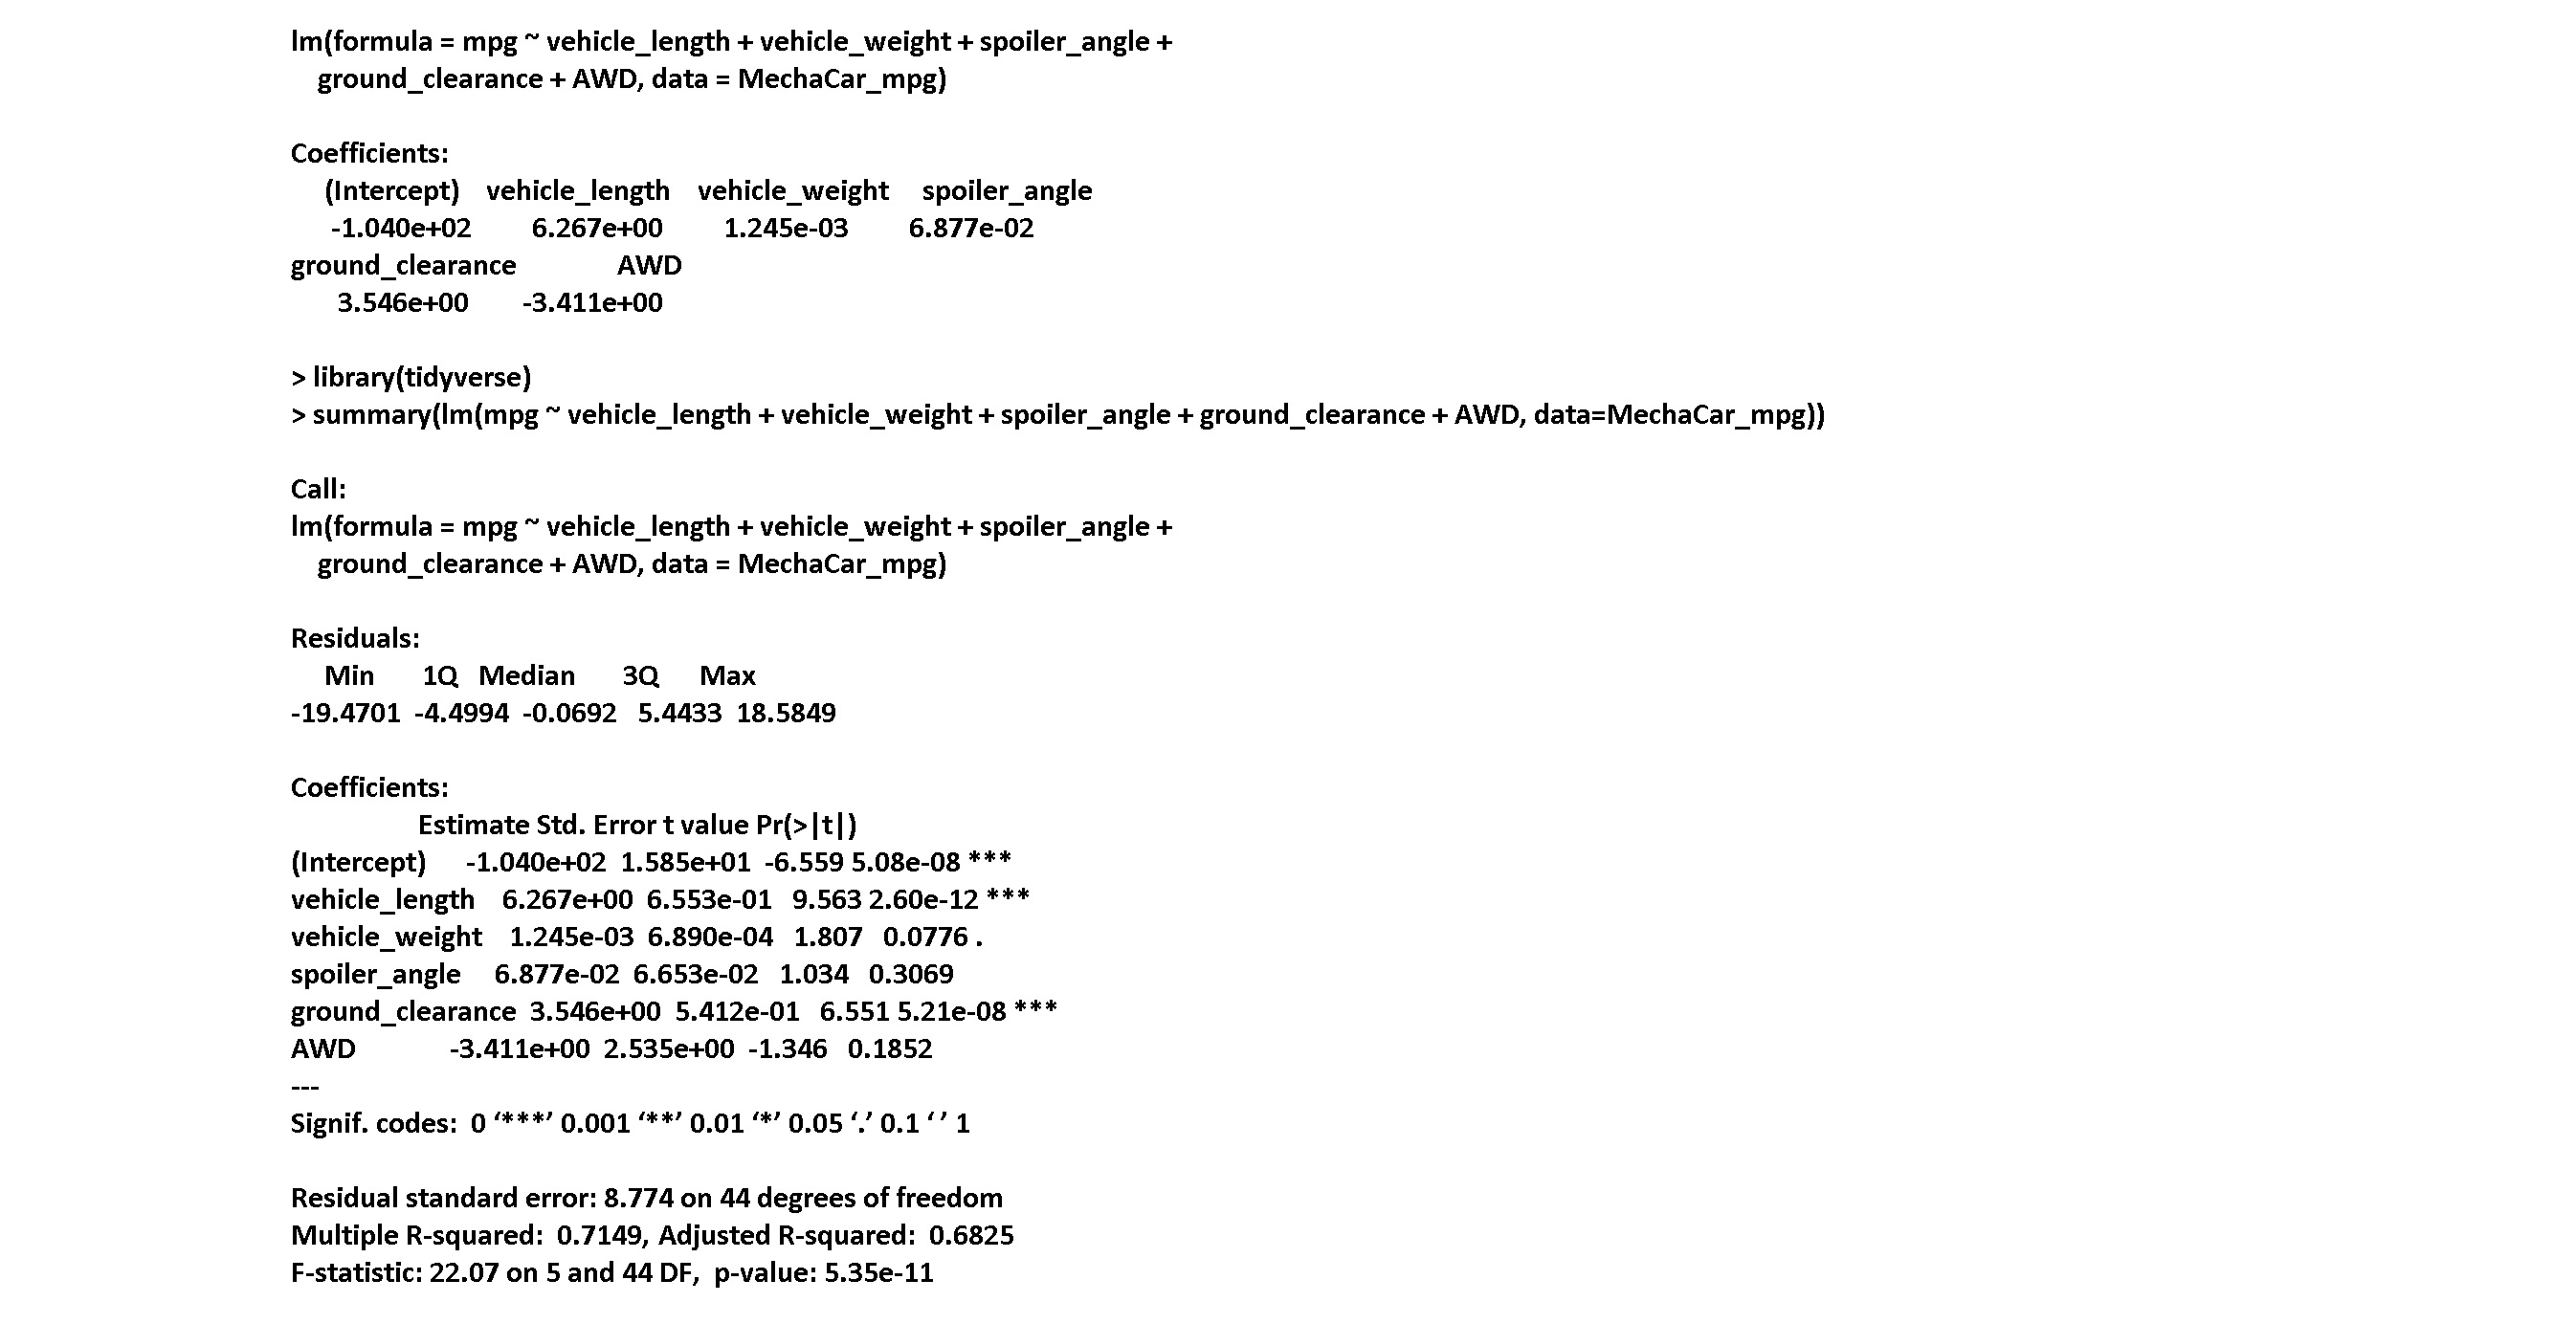 lm(formula = mpg ~ vehicle_length + vehicle_weight + spoiler_angle +
ground_clearance + AWD, data = MechaCar_mpg)
Coefficients:
(Intercept) vehicle_length vehicle_weight spoiler_angle
-1.040e+02 6.267e+00 1.245e-03 6.877e-02
ground_clearance AWD
3.546e+00 -3.411e+00
> library(tidyverse)
> summary(lm(mpg ~ vehicle_length + vehicle_weight + spoiler_angle + ground_clearance + AWD, data=MechaCar_mpg))
Call:
lm(formula = mpg ~ vehicle_length + vehicle_weight + spoiler_angle +
ground_clearance + AWD, data = MechaCar_mpg)
Residuals:
Min 1Q Median 3Q Max
-19.4701 -4.4994 -0.0692 5.4433 18.5849
Coefficients:
Estimate Std. Error t value Pr(>|t|)
(Intercept) -1.040e+02 1.585e+01 -6.559 5.08e-08 ***
vehicle_length 6.267e+00 6.553e-01 9.563 2.60e-12 ***
vehicle_weight 1.245e-03 6.890e-04 1.807 0.0776 .
spoiler_angle 6.877e-02 6.653e-02 1.034 0.3069
ground_clearance 3.546e+00 5.412e-01 6.551 5.21e-08 ***
AWD -3.411e+00 2.535e+00 -1.346 0.1852
---
Signif. codes: 0 ‘***’ 0.001 ‘**’ 0.01 ‘*’ 0.05 ‘.’ 0.1 ‘ ’ 1
Residual standard error: 8.774 on 44 degrees of freedom
Multiple R-squared: 0.7149, Adjusted R-squared: 0.6825
F-statistic: 22.07 on 5 and 44 DF, p-value: 5.35e-11